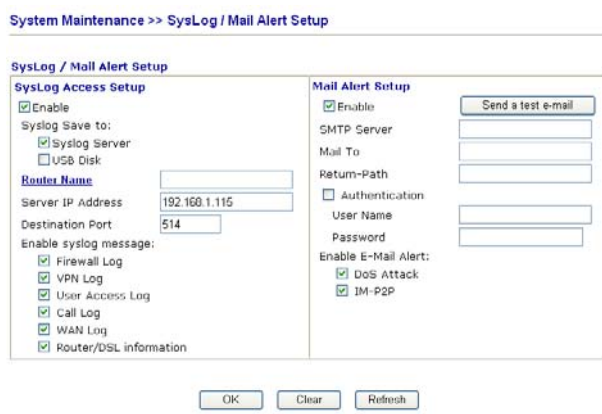 System Maintenance >> SysLog / Mail Alert Setup
SysLog / Mail Alert Setup
SysLog Access Setup
Enable
Syslog Save to:
Syslog Server
USB Disk
Router Name
Server IP Address 192.168.1.115
Destination Port 514
Enable syslog message:
Firewall Log
VPN Log
User Access Log
Call Log
WAN Log
Router/DSL information
Mail Alert Setup
Enable Send a test e-mail
SMTP Server
Mail To
Return-Path
Authentication
User Name
Password
Enable E-Mail Alert:
DoS Attack
IM-P2P
OK Clear Refresh